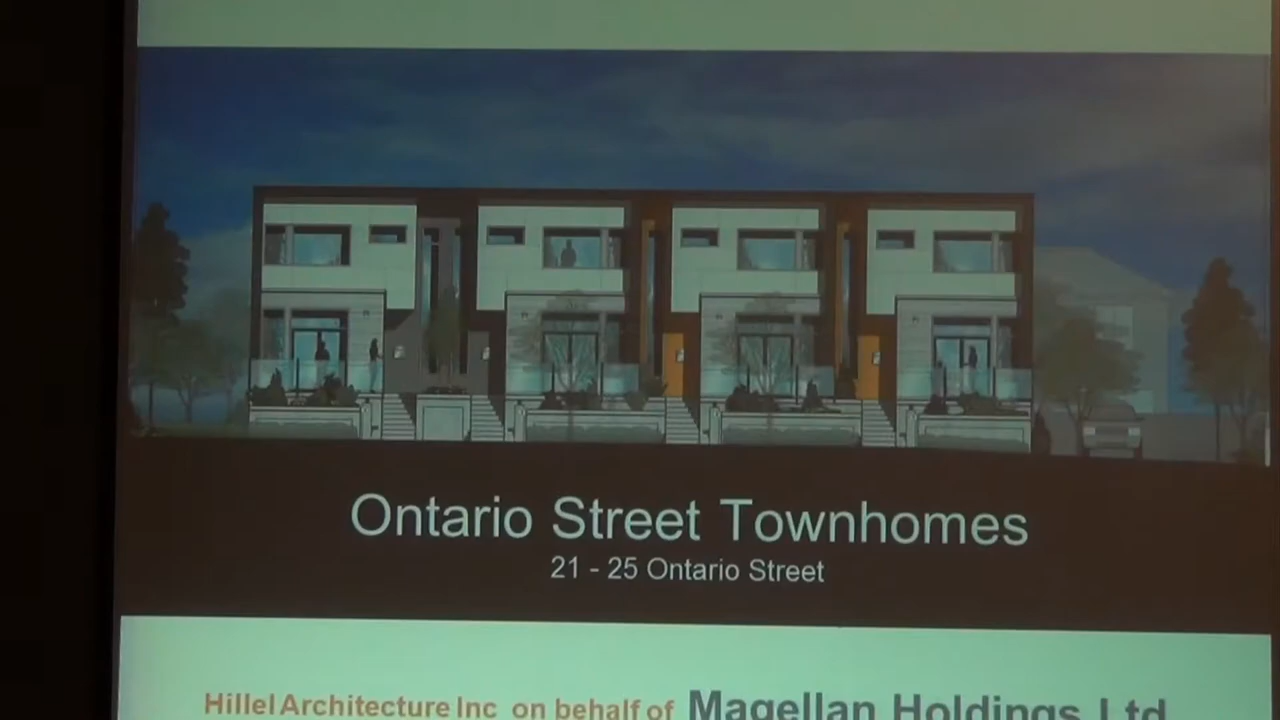 Ontario Street Townhomes
21 - 25 Ontario Street
Hillel Architecture Inc on behalf of Magellan Holdings Ltd